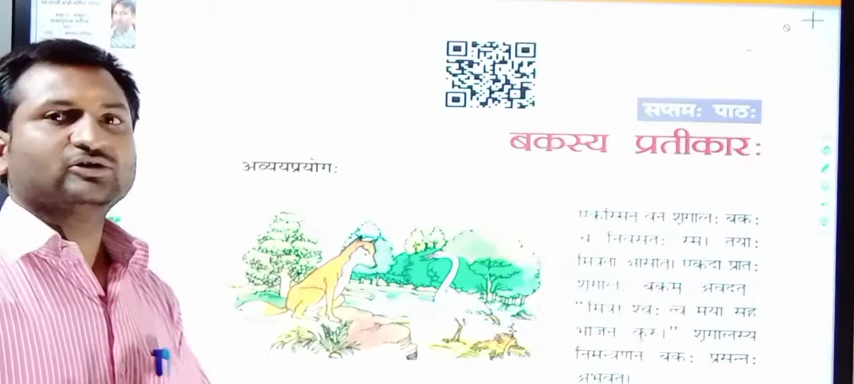 सप्तमः पाठः
बकस्य प्रतीकारः
अव्ययप्रयोगः
एकस्मिन् वने शृगालः बकः
च निवसतः स्म। तयोः
मित्रता आसीत्। एकदा प्रातः
शृगालः बकम् अवदत्
"मित्र! श्वः त्वं मया सह
भोजनं कुरु।" शृगालस्य
निमन्त्रणेन बकः प्रसन्नः
अभवत्।